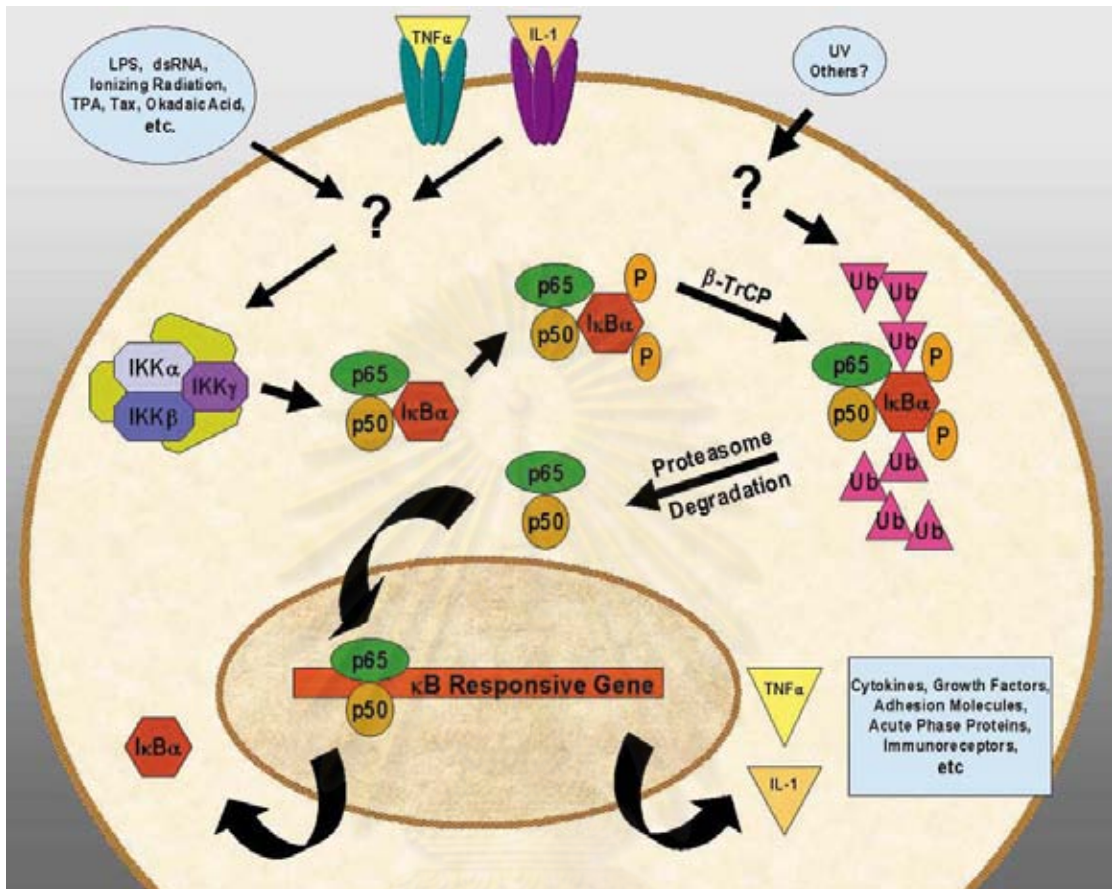 LPS, dsRNA,
Ionizing Radiation,
TPA, Tax, Okadaic Acid,
etc.
TNFα
IL-1
UV
Others?
?
?
IKKα
IKKγ
IKKβ
p65
p50
IκBα
p65
p50
IκBα
P
P
β-TrCP
Ub
Ub
Ub
p65
p50
IκBα
P
P
Ub
Ub
Ub
Ub
Proteasome
Degradation
p65
p50
p65
p50
κB Responsive Gene
IκBα
TNFα
IL-1
Cytokines, Growth Factors,
Adhesion Molecules,
Acute Phase Proteins,
Immunoreceptors,
etc